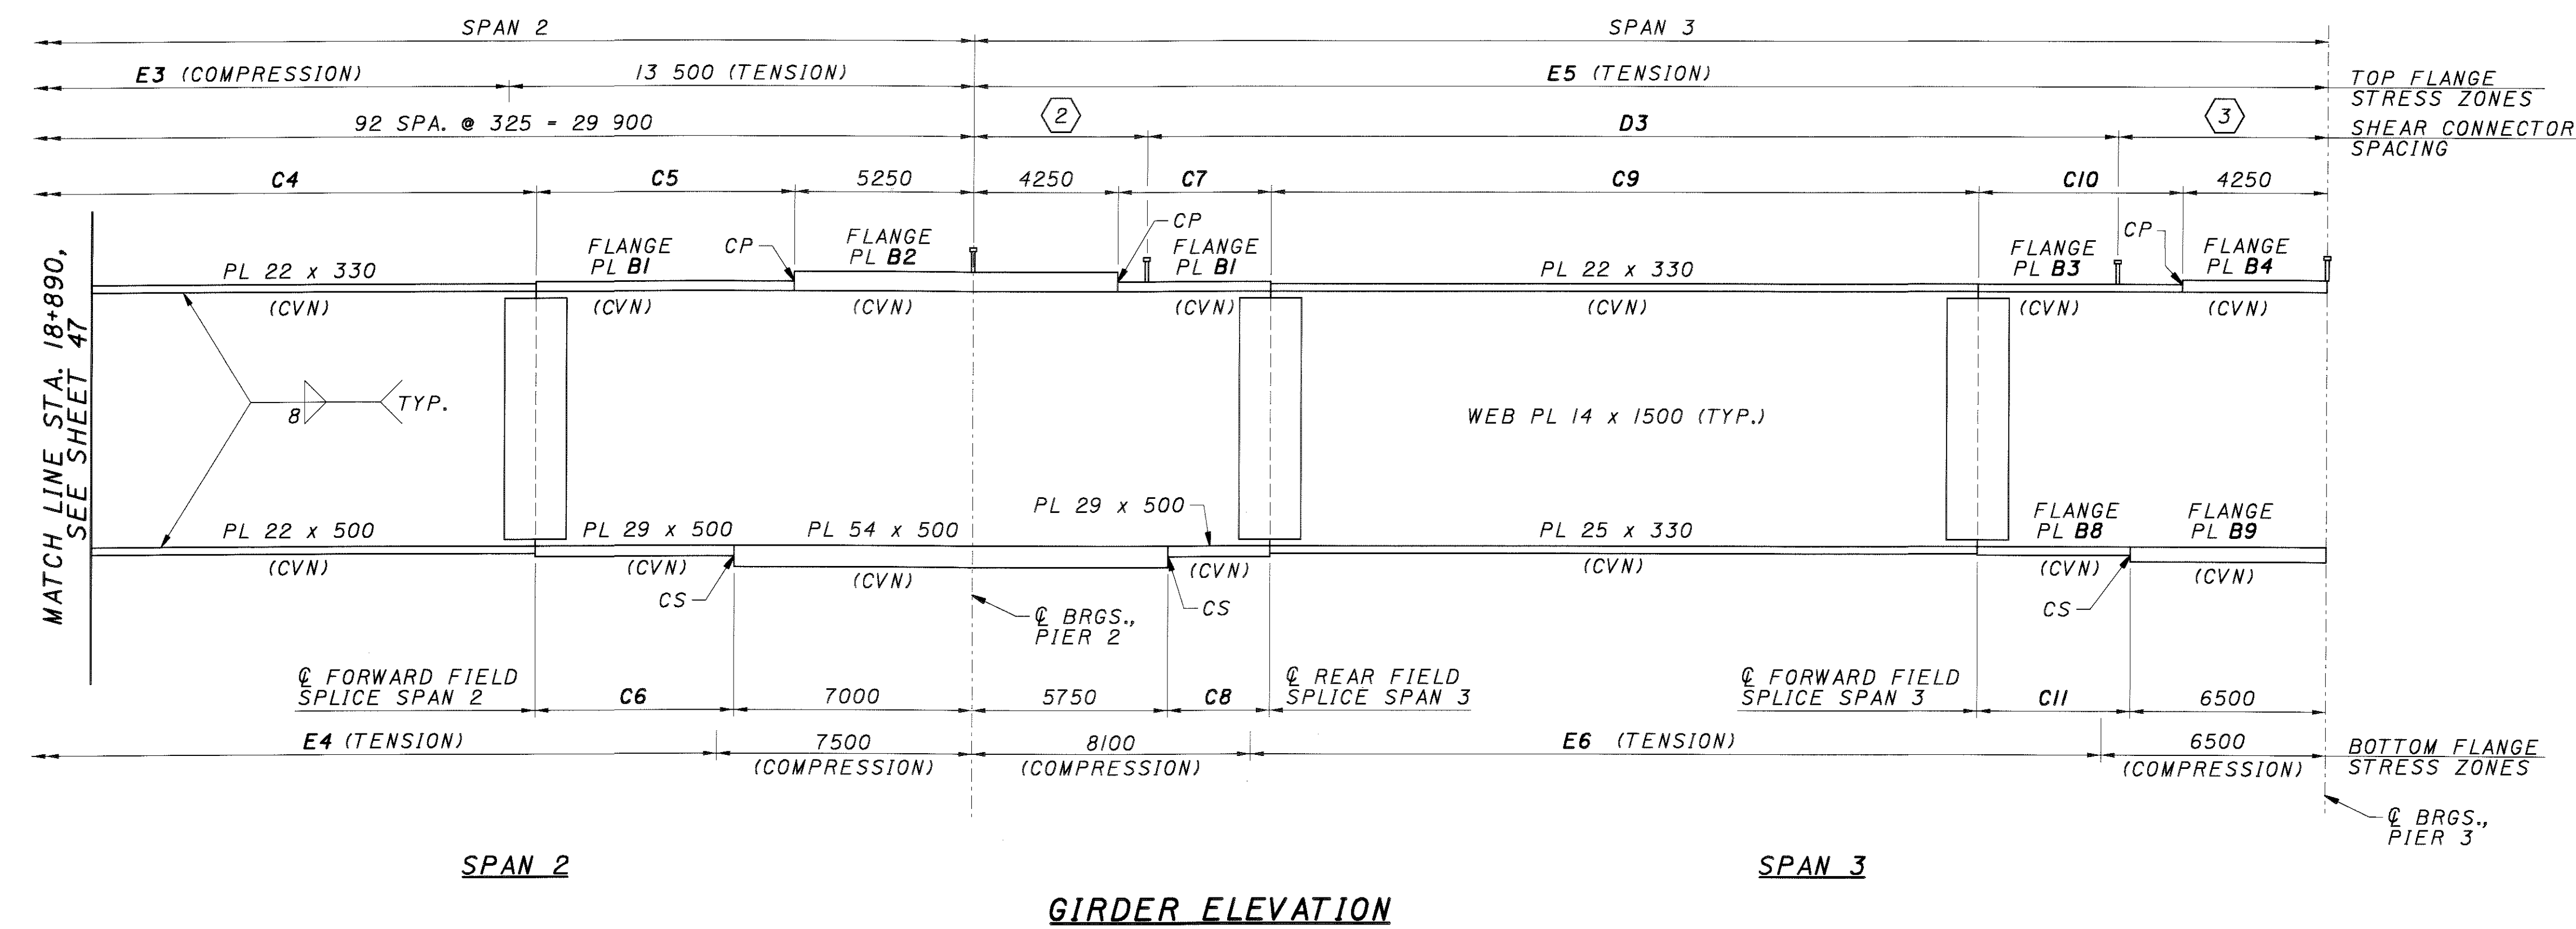 SPAN 2
SPAN 3
E3 (COMPRESSION)
13 500 (TENSION)
E5 (TENSION)
TOP FLANGE
STRESS ZONES
92 SPA. @ 325 = 29 900
2
D3
3
SHEAR CONNECTOR
SPACING
C4
C5
5250
4250
C7
C9
C10
4250
MATCH LINE STA. 18+890,
SEE SHEET 47
PL 22 x 330
(CVN)
FLANGE
PL B1
(CVN)
CP
FLANGE
PL B2
(CVN)
CP
FLANGE
PL B1
(CVN)
PL 22 x 330
(CVN)
FLANGE
PL B3
(CVN)
CP
FLANGE
PL B4
(CVN)
8
TYP.
WEB PL 14 x 1500 (TYP.)
PL 22 x 500
(CVN)
PL 29 x 500
(CVN)
CS
PL 54 x 500
(CVN)
PL 29 x 500
(CVN)
CS
PL 25 x 330
(CVN)
FLANGE
PL B8
(CVN)
CS
FLANGE
PL B9
(CVN)
℄ BRGS.,
PIER 2
℄ FORWARD FIELD
SPLICE SPAN 2
C6
7000
5750
C8
℄ REAR FIELD
SPLICE SPAN 3
℄ FORWARD FIELD
SPLICE SPAN 3
C11
6500
E4 (TENSION)
7500
(COMPRESSION)
8100
(COMPRESSION)
E6 (TENSION)
6500
(COMPRESSION)
BOTTOM FLANGE
STRESS ZONES
℄ BRGS.,
PIER 3
SPAN 2
SPAN 3
GIRDER ELEVATION